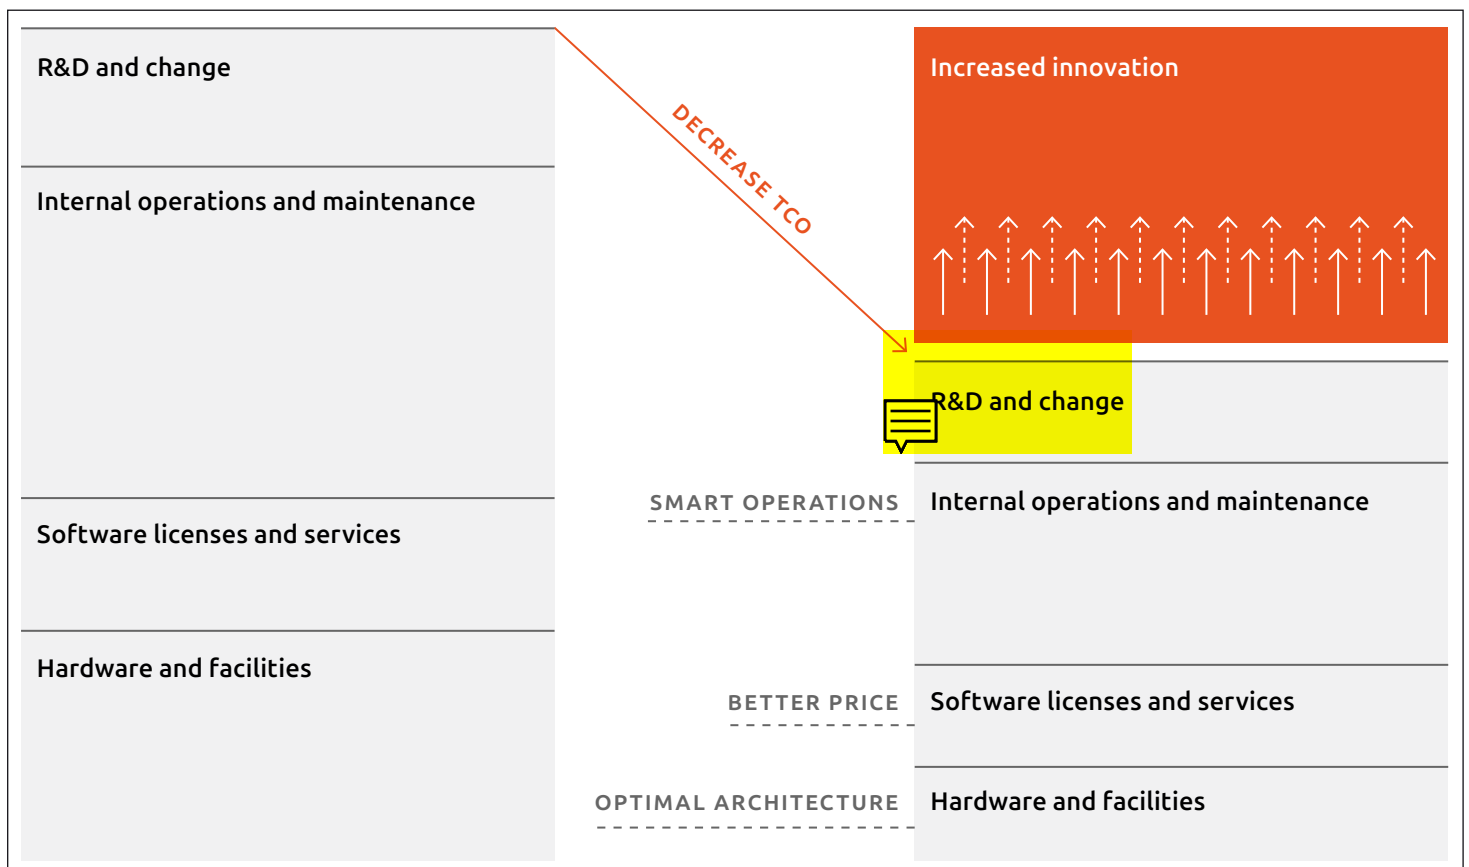 R&D and change
Internal operations and maintenance
Software licenses and services
Hardware and facilities
DECREASE TCO
SMART OPERATIONS
BETTER PRICE
OPTIMAL ARCHITECTURE
Increased innovation
R&D and change
Internal operations and maintenance
Software licenses and services
Hardware and facilities